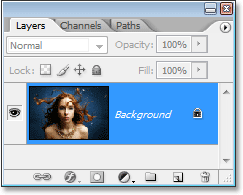 Layers Channels Paths
Normal Opacity: 100%
Lock: Fill: 100%
Background